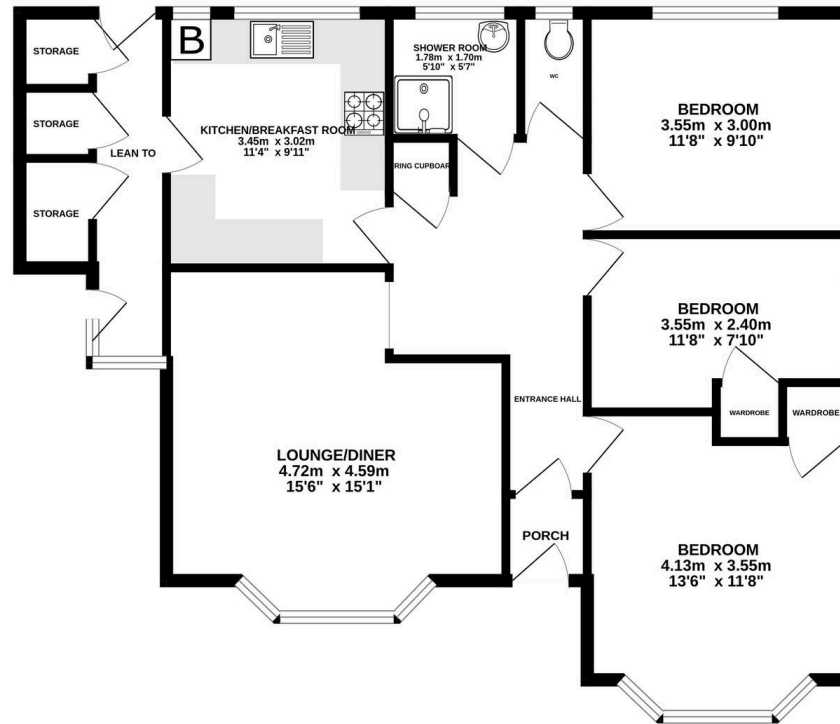 STORAGE
STORAGE
STORAGE
LEAN TO
B
KITCHEN/BREAKFAST ROOM
3.45m x 3.02m
11'4" x 9'11"
SHOWER ROOM
1.78m x 1.70m
5'10" x 5'7"
WC
RING CUPBOAR
BEDROOM
3.55m x 3.00m
11'8" x 9'10"
BEDROOM
3.55m x 2.40m
11'8" x 7'10"
WARDROBE
WARDROBE
ENTRANCE HALL
LOUNGE/DINER
4.72m x 4.59m
15'6" x 15'1"
PORCH
BEDROOM
4.13m x 3.55m
13'6" x 11'8"